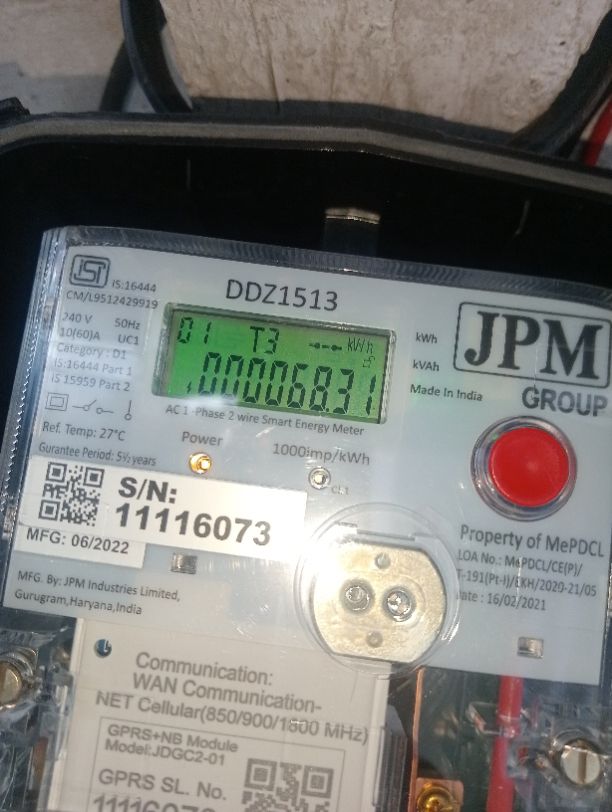 IS:16444
CM/L9512429919
DDZ1513
240 V 50Hz
10(60)A UC1
Category : D1
IS:16444 Part 1
IS 15959 Part 2
01 T3 kWh
000068.31
kWh
kVAh
Made In India
JPM
GROUP
AC 1-Phase 2 wire Smart Energy Meter
Ref. Temp: 27°C
Gurantee Period: 5½ years
Power
1000imp/kWh
S/N:
11116073
MFG: 06/2022
MFG. By: JPM Industries Limited,
Gurugram,Haryana,India
Property of MePDCL
LOA No.: MePDCL/CE(P)/
T-191(Pt-I)/EKH/2020-21/05
Date : 16/02/2021
Communication:
WAN Communication-
NET Cellular(850/900/1800 MHz)
GPRS+NB Module
Model:JDGC2-01
GPRS SL. No.
11116073